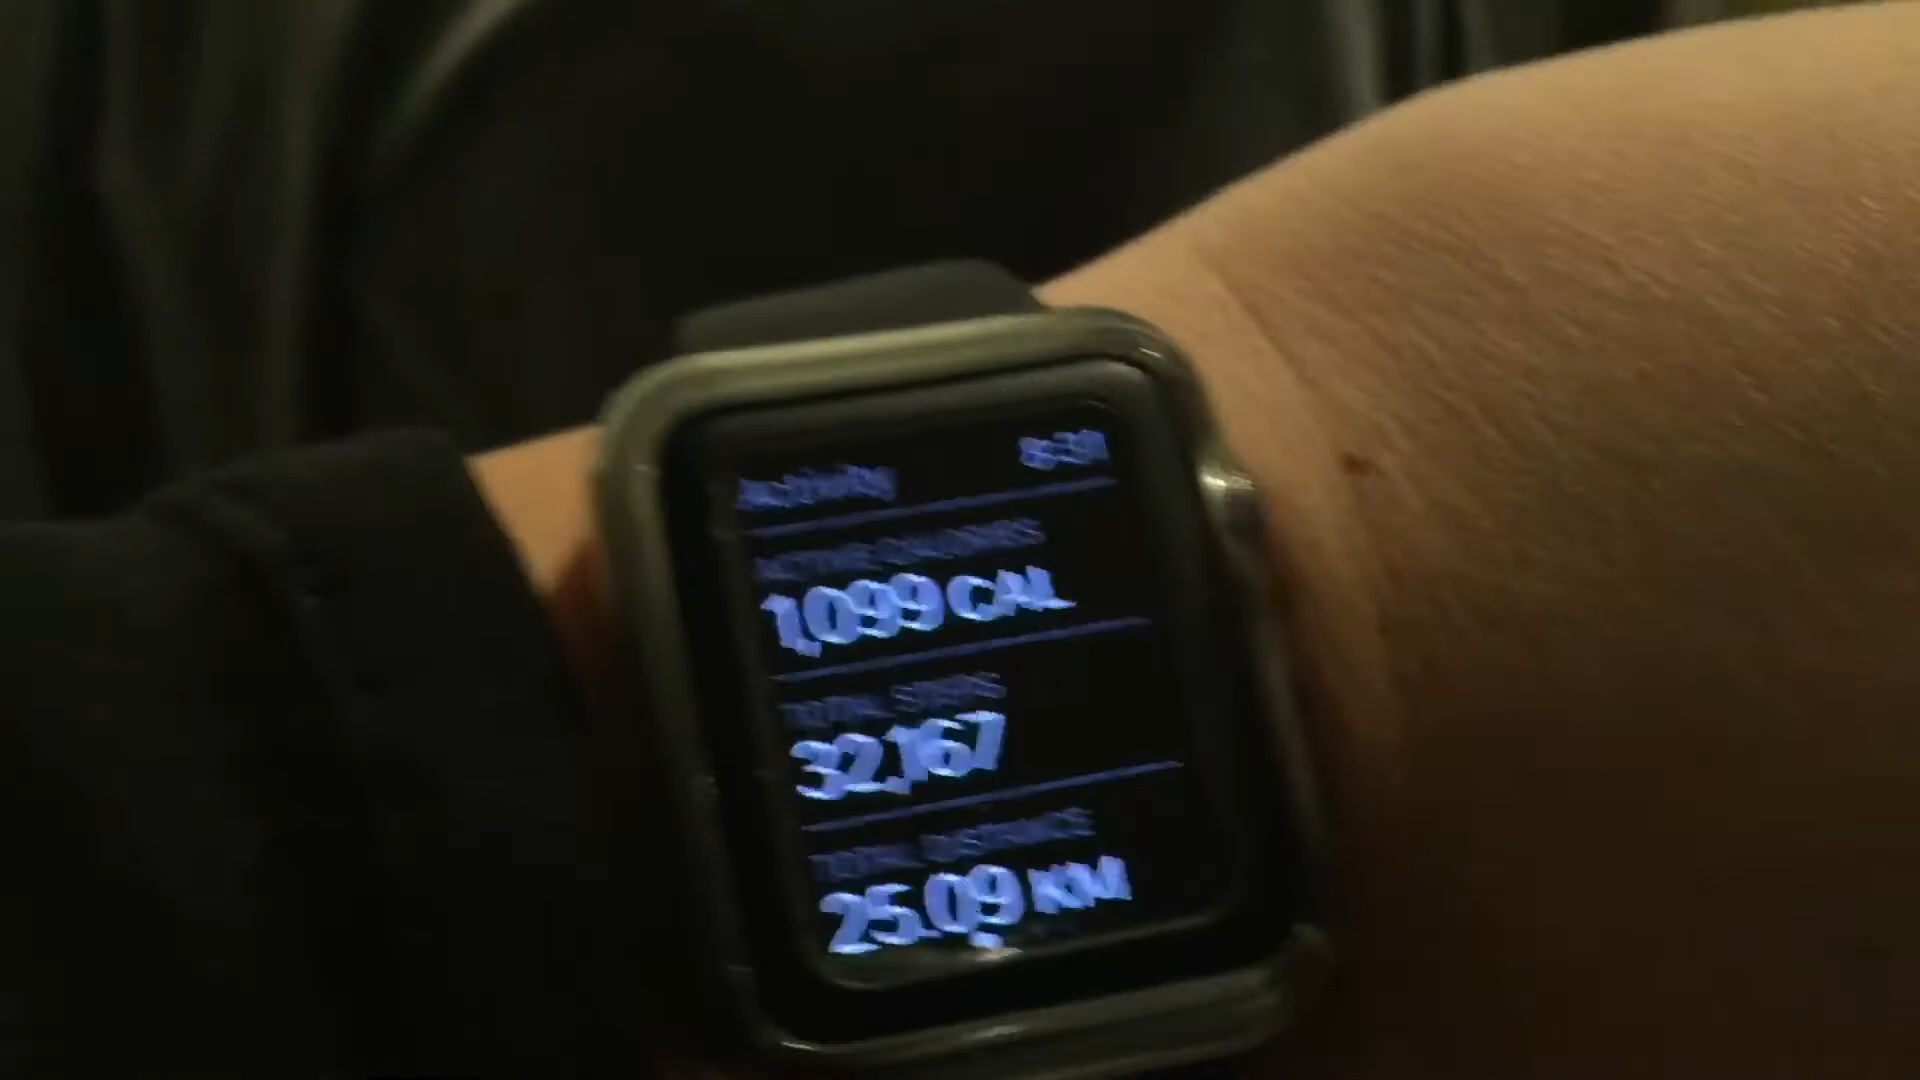 Activity
ACTIVE CALORIES
1,099 CAL
TOTAL STEPS
32,167
TOTAL DISTANCE
25.09 KM